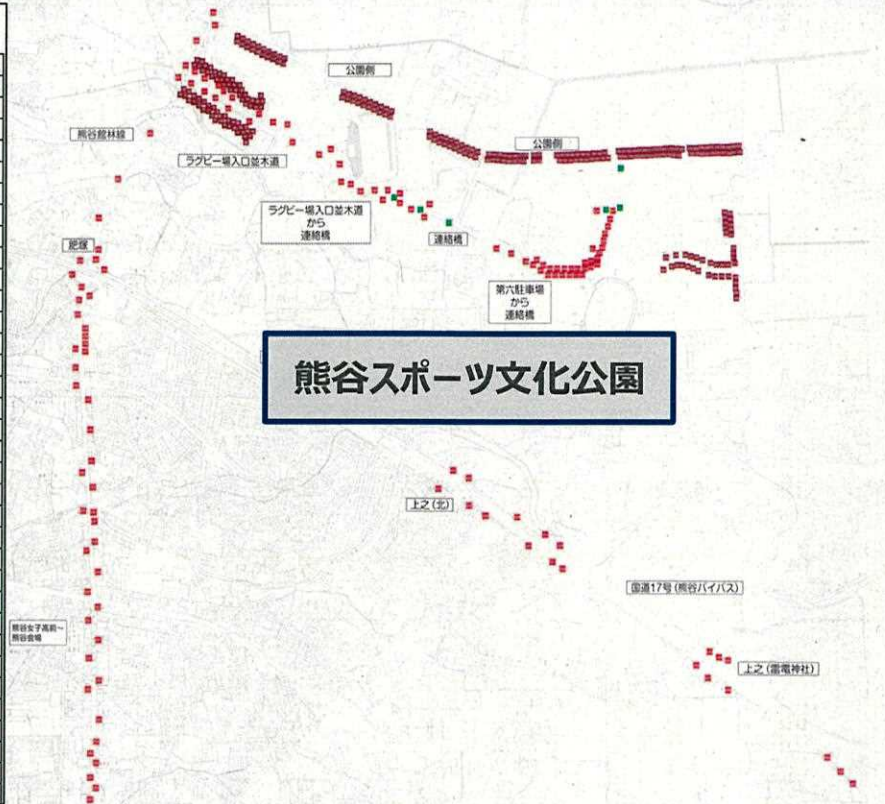 公園側
熊谷館林線
ラグビー場入口並木道
公園側
ラグビー場入口並木道
から
連絡橋
連絡橋
肥塚
第六駐車場
から
連絡橋
熊谷スポーツ文化公園
上之(北)
国道17号(熊谷バイパス)
熊谷女子高前～
熊谷会場
上之(雷電神社)